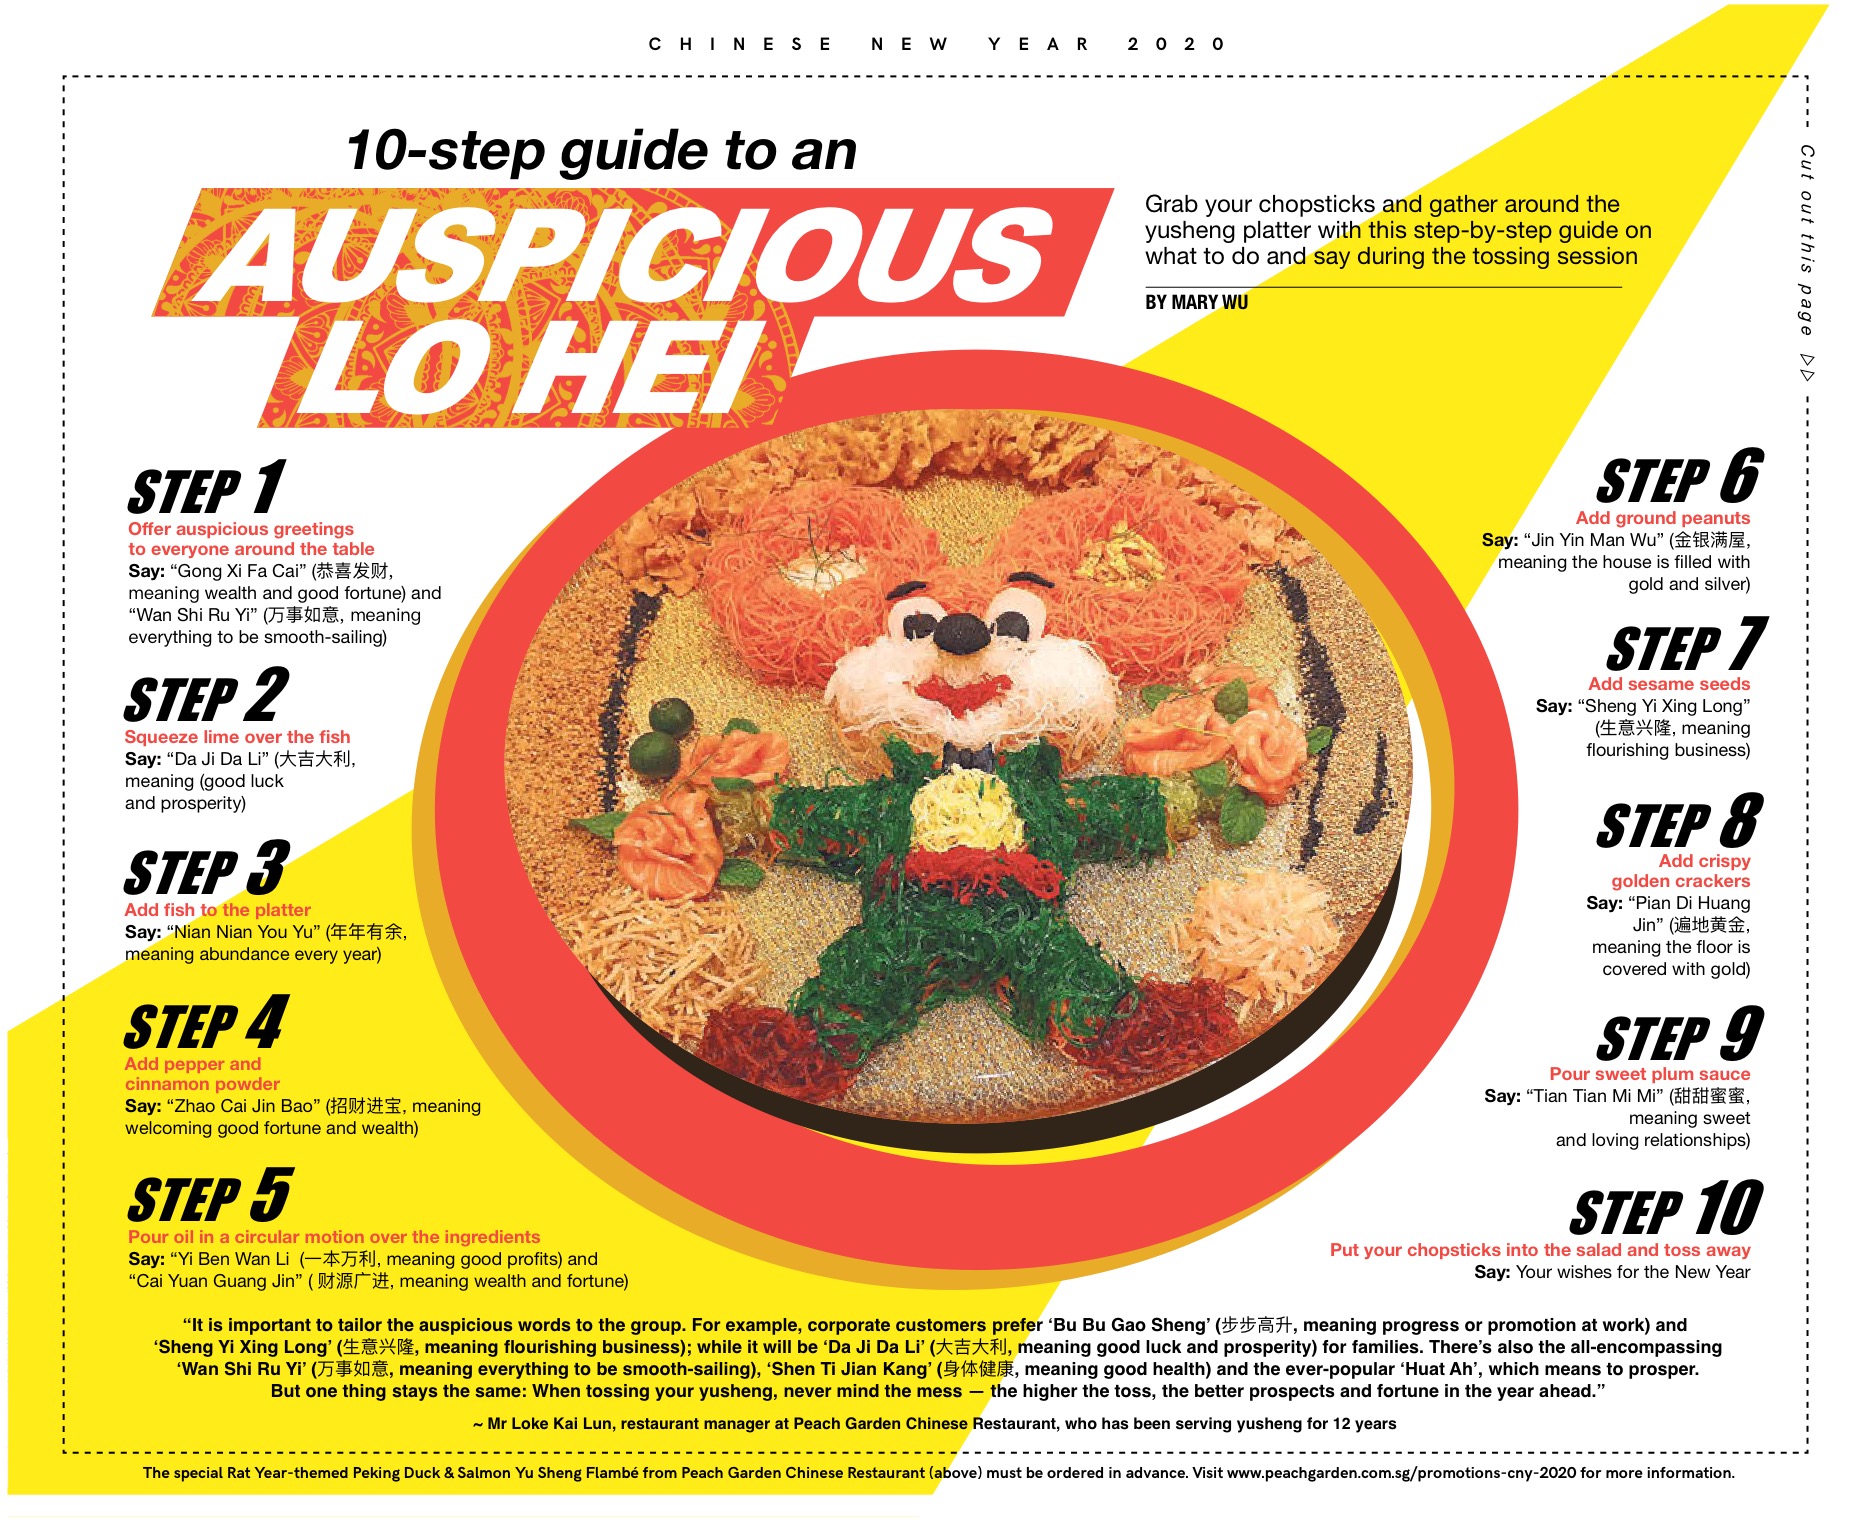 CHINESE NEW YEAR 2020
10-step guide to an
AUSPICIOUS
LO HEI
Grab your chopsticks and gather around the
yusheng platter with this step-by-step guide on
what to do and say during the tossing session
BY MARY WU
Cut out this page
STEP 1
Offer auspicious greetings
to everyone around the table
Say: “Gong Xi Fa Cai” (恭喜发财,
meaning wealth and good fortune) and
“Wan Shi Ru Yi” (万事如意, meaning
everything to be smooth-sailing)
STEP 2
Squeeze lime over the fish
Say: “Da Ji Da Li” (大吉大利,
meaning (good luck
and prosperity)
STEP 3
Add fish to the platter
Say: “Nian Nian You Yu” (年年有余,
meaning abundance every year)
STEP 4
Add pepper and
cinnamon powder
Say: “Zhao Cai Jin Bao” (招财进宝, meaning
welcoming good fortune and wealth)
STEP 5
Pour oil in a circular motion over the ingredients
Say: “Yi Ben Wan Li (一本万利, meaning good profits) and
“Cai Yuan Guang Jin” ( 财源广进, meaning wealth and fortune)
STEP 6
Add ground peanuts
Say: “Jin Yin Man Wu” (金银满屋,
meaning the house is filled with
gold and silver)
STEP 7
Add sesame seeds
Say: “Sheng Yi Xing Long”
(生意兴隆, meaning
flourishing business)
STEP 8
Add crispy
golden crackers
Say: “Pian Di Huang
Jin” (遍地黄金,
meaning the floor is
covered with gold)
STEP 9
Pour sweet plum sauce
Say: “Tian Tian Mi Mi” (甜甜蜜蜜,
meaning sweet
and loving relationships)
STEP 10
Put your chopsticks into the salad and toss away
Say: Your wishes for the New Year
“It is important to tailor the auspicious words to the group. For example, corporate customers prefer ‘Bu Bu Gao Sheng’ (步步高升, meaning progress or promotion at work) and
‘Sheng Yi Xing Long’ (生意兴隆, meaning flourishing business); while it will be ‘Da Ji Da Li’ (大吉大利, meaning good luck and prosperity) for families. There’s also the all-encompassing
‘Wan Shi Ru Yi’ (万事如意, meaning everything to be smooth-sailing), ‘Shen Ti Jian Kang’ (身体健康, meaning good health) and the ever-popular ‘Huat Ah’, which means to prosper.
But one thing stays the same: When tossing your yusheng, never mind the mess — the higher the toss, the better prospects and fortune in the year ahead.”
~ Mr Loke Kai Lun, restaurant manager at Peach Garden Chinese Restaurant, who has been serving yusheng for 12 years
The special Rat Year-themed Peking Duck & Salmon Yu Sheng Flambé from Peach Garden Chinese Restaurant (above) must be ordered in advance. Visit www.peachgarden.com.sg/promotions-cny-2020 for more information.